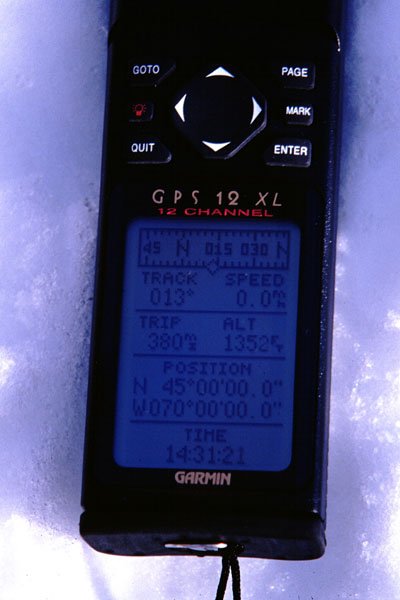 GOTO PAGE
MARK
QUIT ENTER
GPS 12 XL
12 CHANNEL
345 N 015 030 N
TRACK SPEED
013° 0.0
TRIP ALT
380 1352
POSITION
N 45°00'00.0"
W070°00'00.0"
TIME
14:31:21
GARMIN